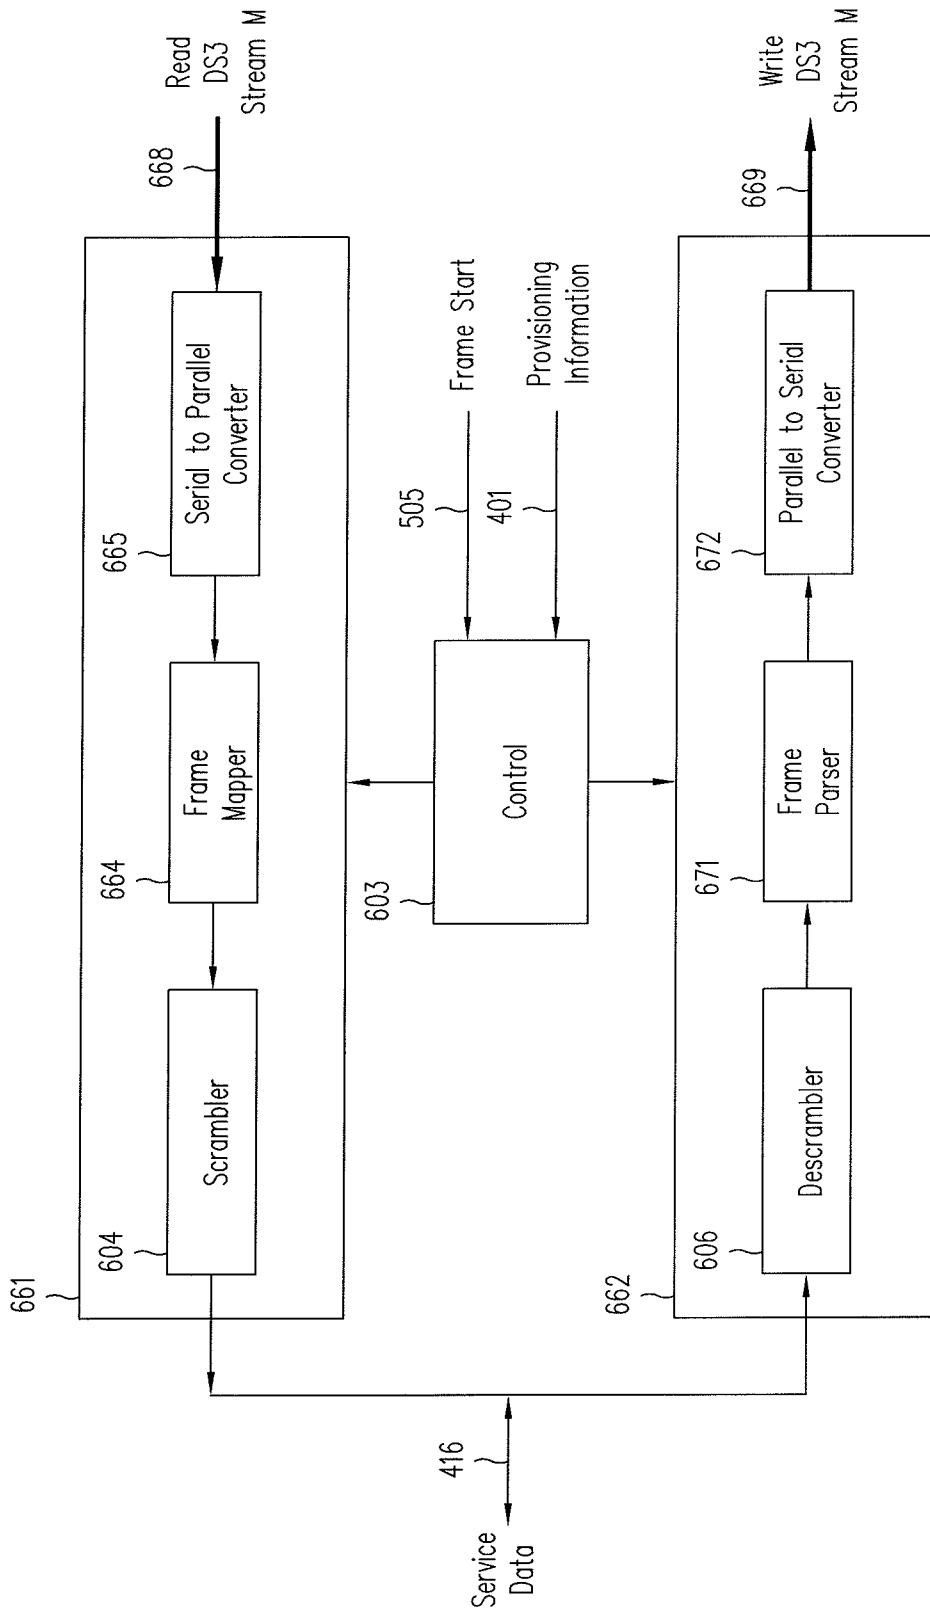 661
604
Scrambler
664
Frame
Mapper
665
Serial to Parallel
Converter
668
Read
DS3
Stream M
Service
Data
416
603
Control
505
Frame Start
401
Provisioning
Information
662
606
Descrambler
671
Frame
Parser
672
Parallel to Serial
Converter
669
Write
DS3
Stream M